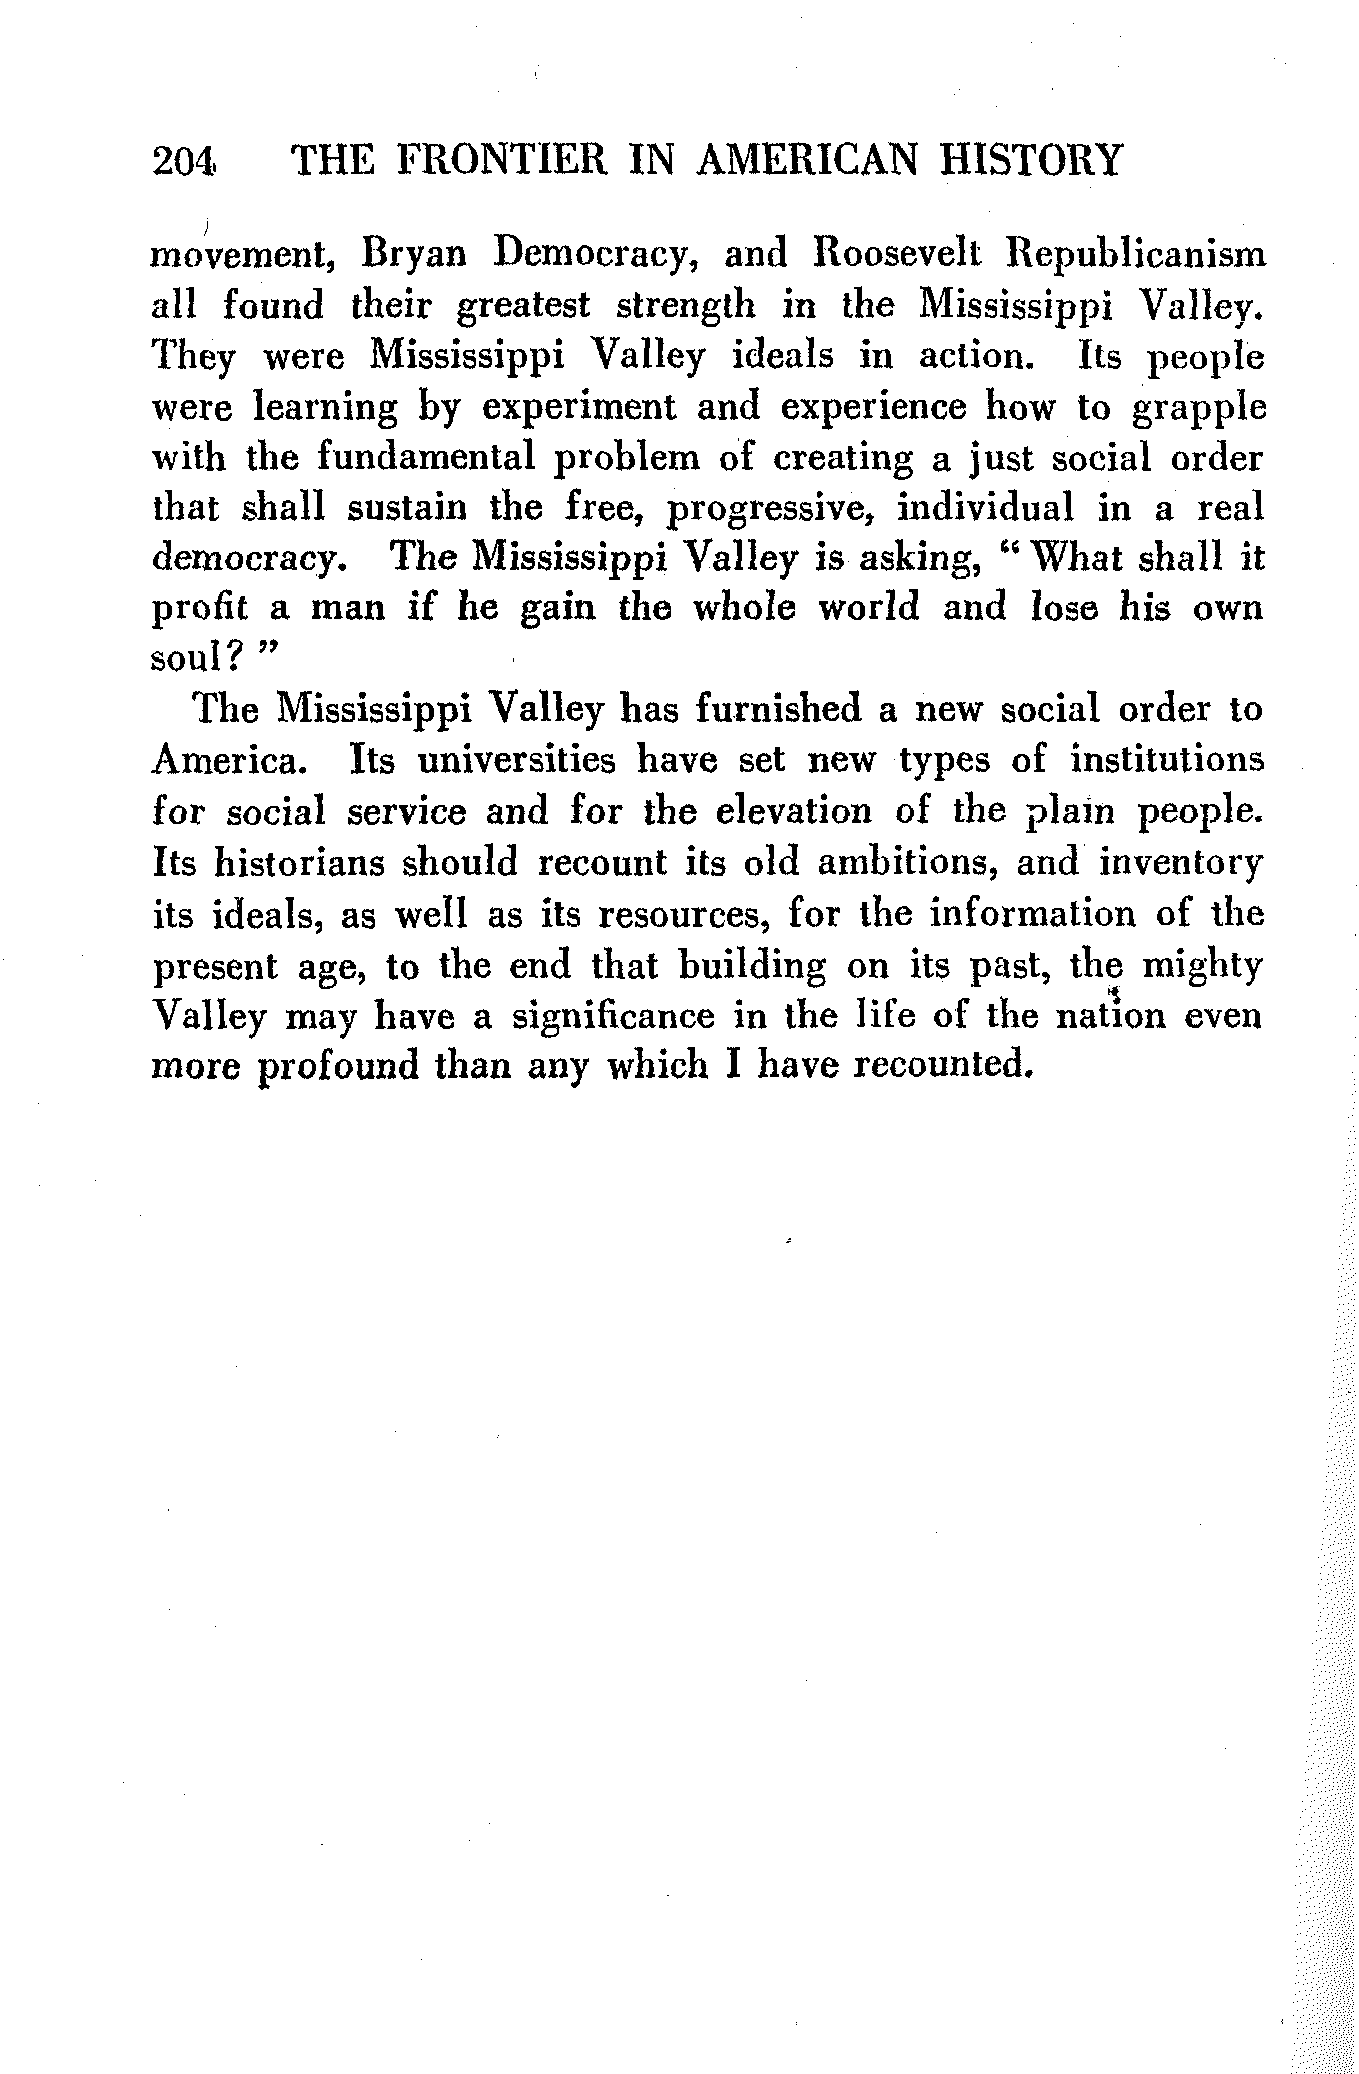 204 THE FRONTIER IN AMERICAN HISTORY
movement, Bryan Democracy, and Roosevelt Republicanism
all found their greatest strength in the Mississippi Valley.
They were Mississippi Valley ideals in action. Its people
were learning by experiment and experience how to grapple
with the fundamental problem of creating a just social order
that shall sustain the free, progressive, individual in a real
democracy. The Mississippi Valley is asking, “ What shall it
profit a man if he gain the whole world and lose his own
soul? ”
The Mississippi Valley has furnished a new social order to
America. Its universities have set new types of institutions
for social service and for the elevation of the plain people.
Its historians should recount its old ambitions, and inventory
its ideals, as well as its resources, for the information of the
present age, to the end that building on its past, the mighty
Valley may have a significance in the life of the nation even
more profound than any which I have recounted.